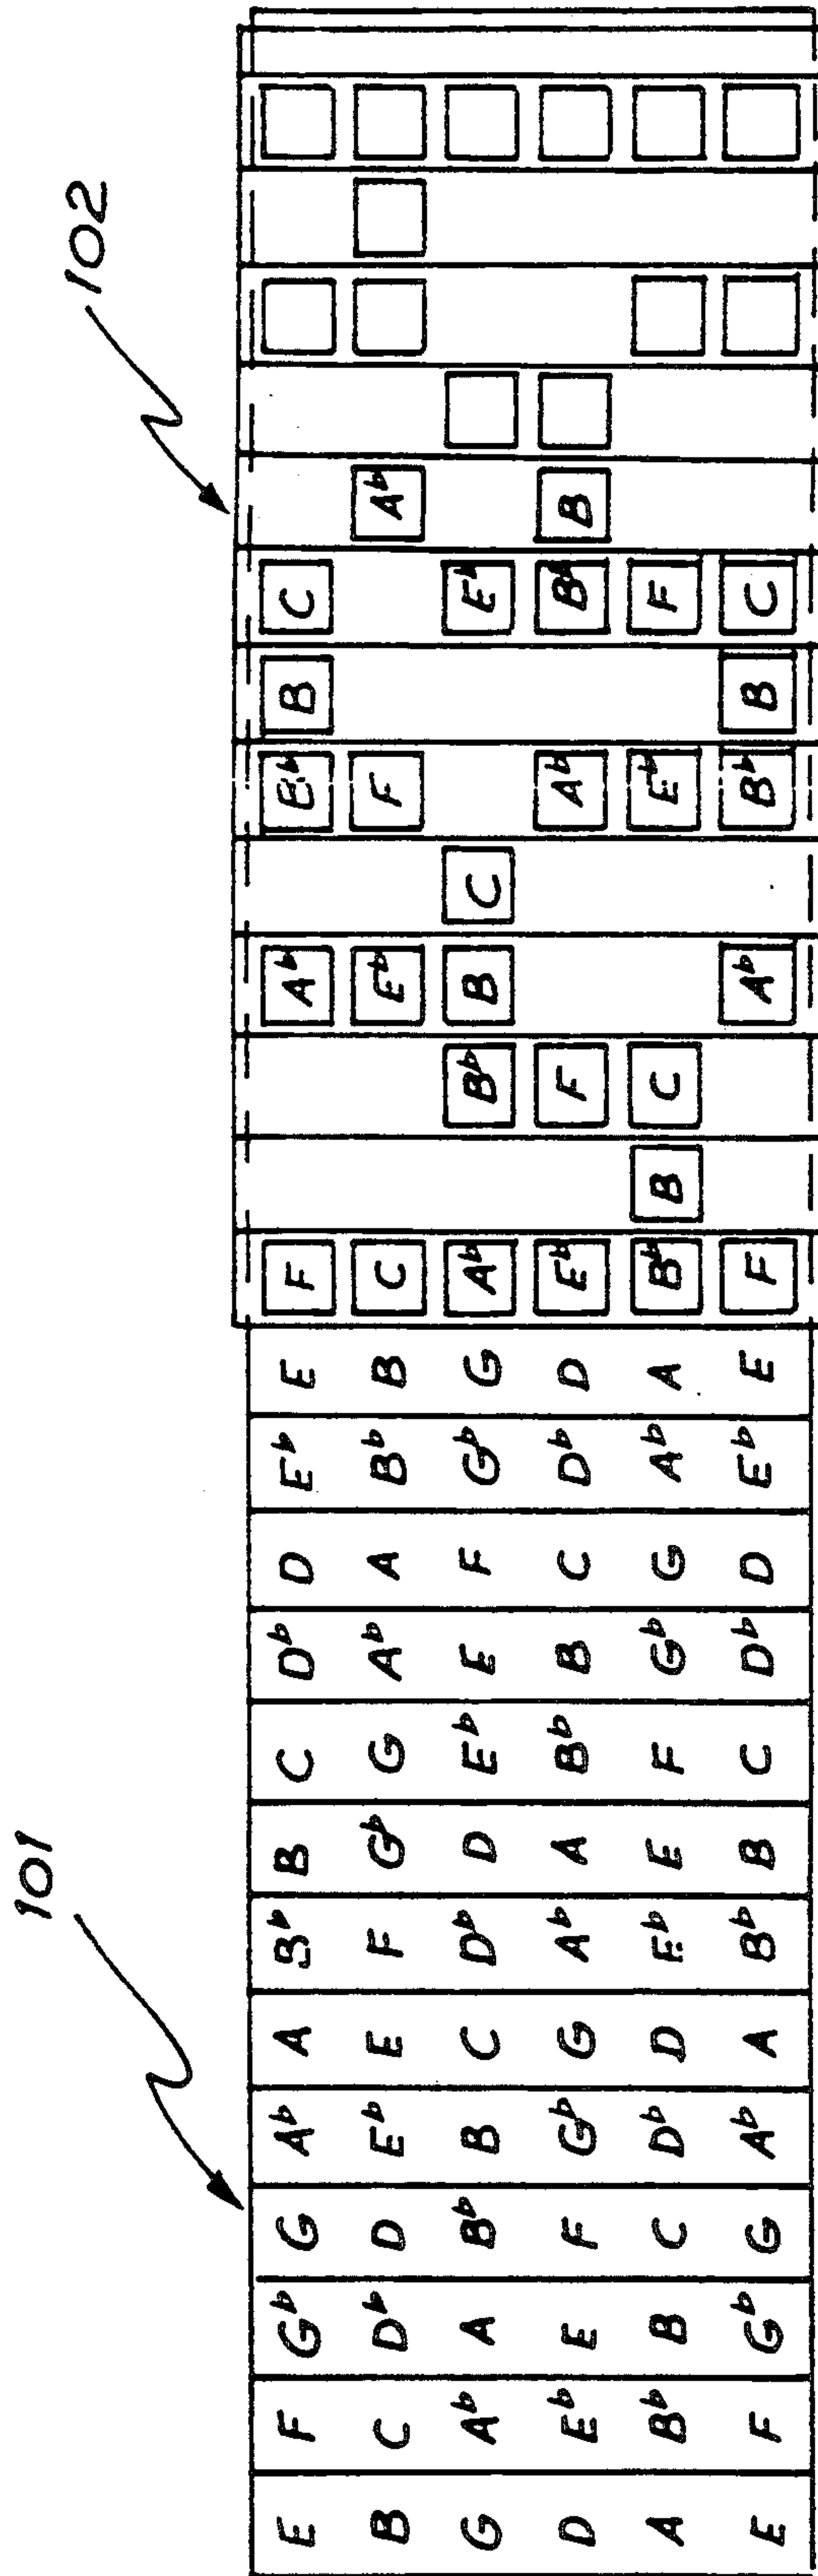 101
102
E F G♭ G A♭ A B♭ B C D♭ D E♭ E F A♭ B♭ B C
B C D♭ D E♭ E F G♭ G A♭ A B♭ B C E♭ F A♭
G A♭ A B♭ B C D♭ D E♭ E F G♭ G A♭ B♭ B C E♭
D E♭ E F G♭ G A♭ A B♭ B C D♭ D E♭ F A♭ B♭ B
A B♭ B C D♭ D E♭ E F G♭ G A♭ A B♭ B C E♭ F
E F G♭ G A♭ A B♭ B C D♭ D E♭ E F A♭ B♭ B C